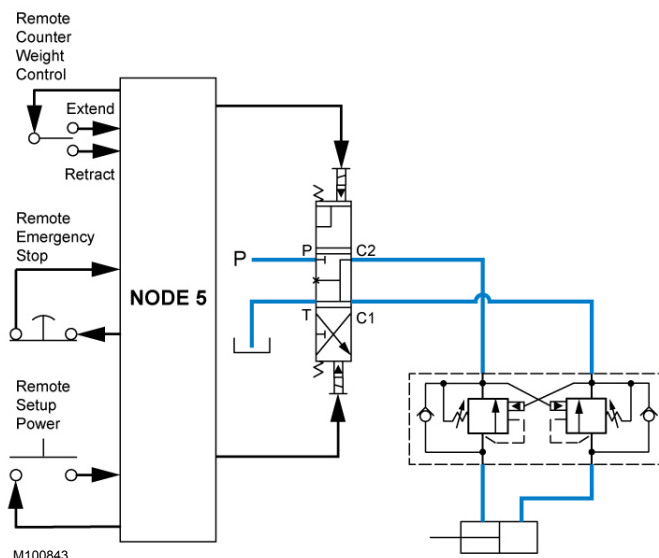 Remote
Counter
Weight
Control
Extend
Retract
Remote
Emergency
Stop
NODE 5
P
P
C2
T
C1
Remote
Setup
Power
M100843